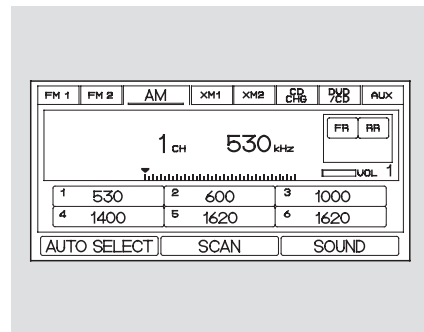 FM 1 FM 2 AM XM1 XM2 CD CHG DVD /CD AUX
FR RR
1 CH 530 kHz
VOL 1
1 530 2 600 3 1000
4 1400 5 1620 6 1620
AUTO SELECT SCAN SOUND